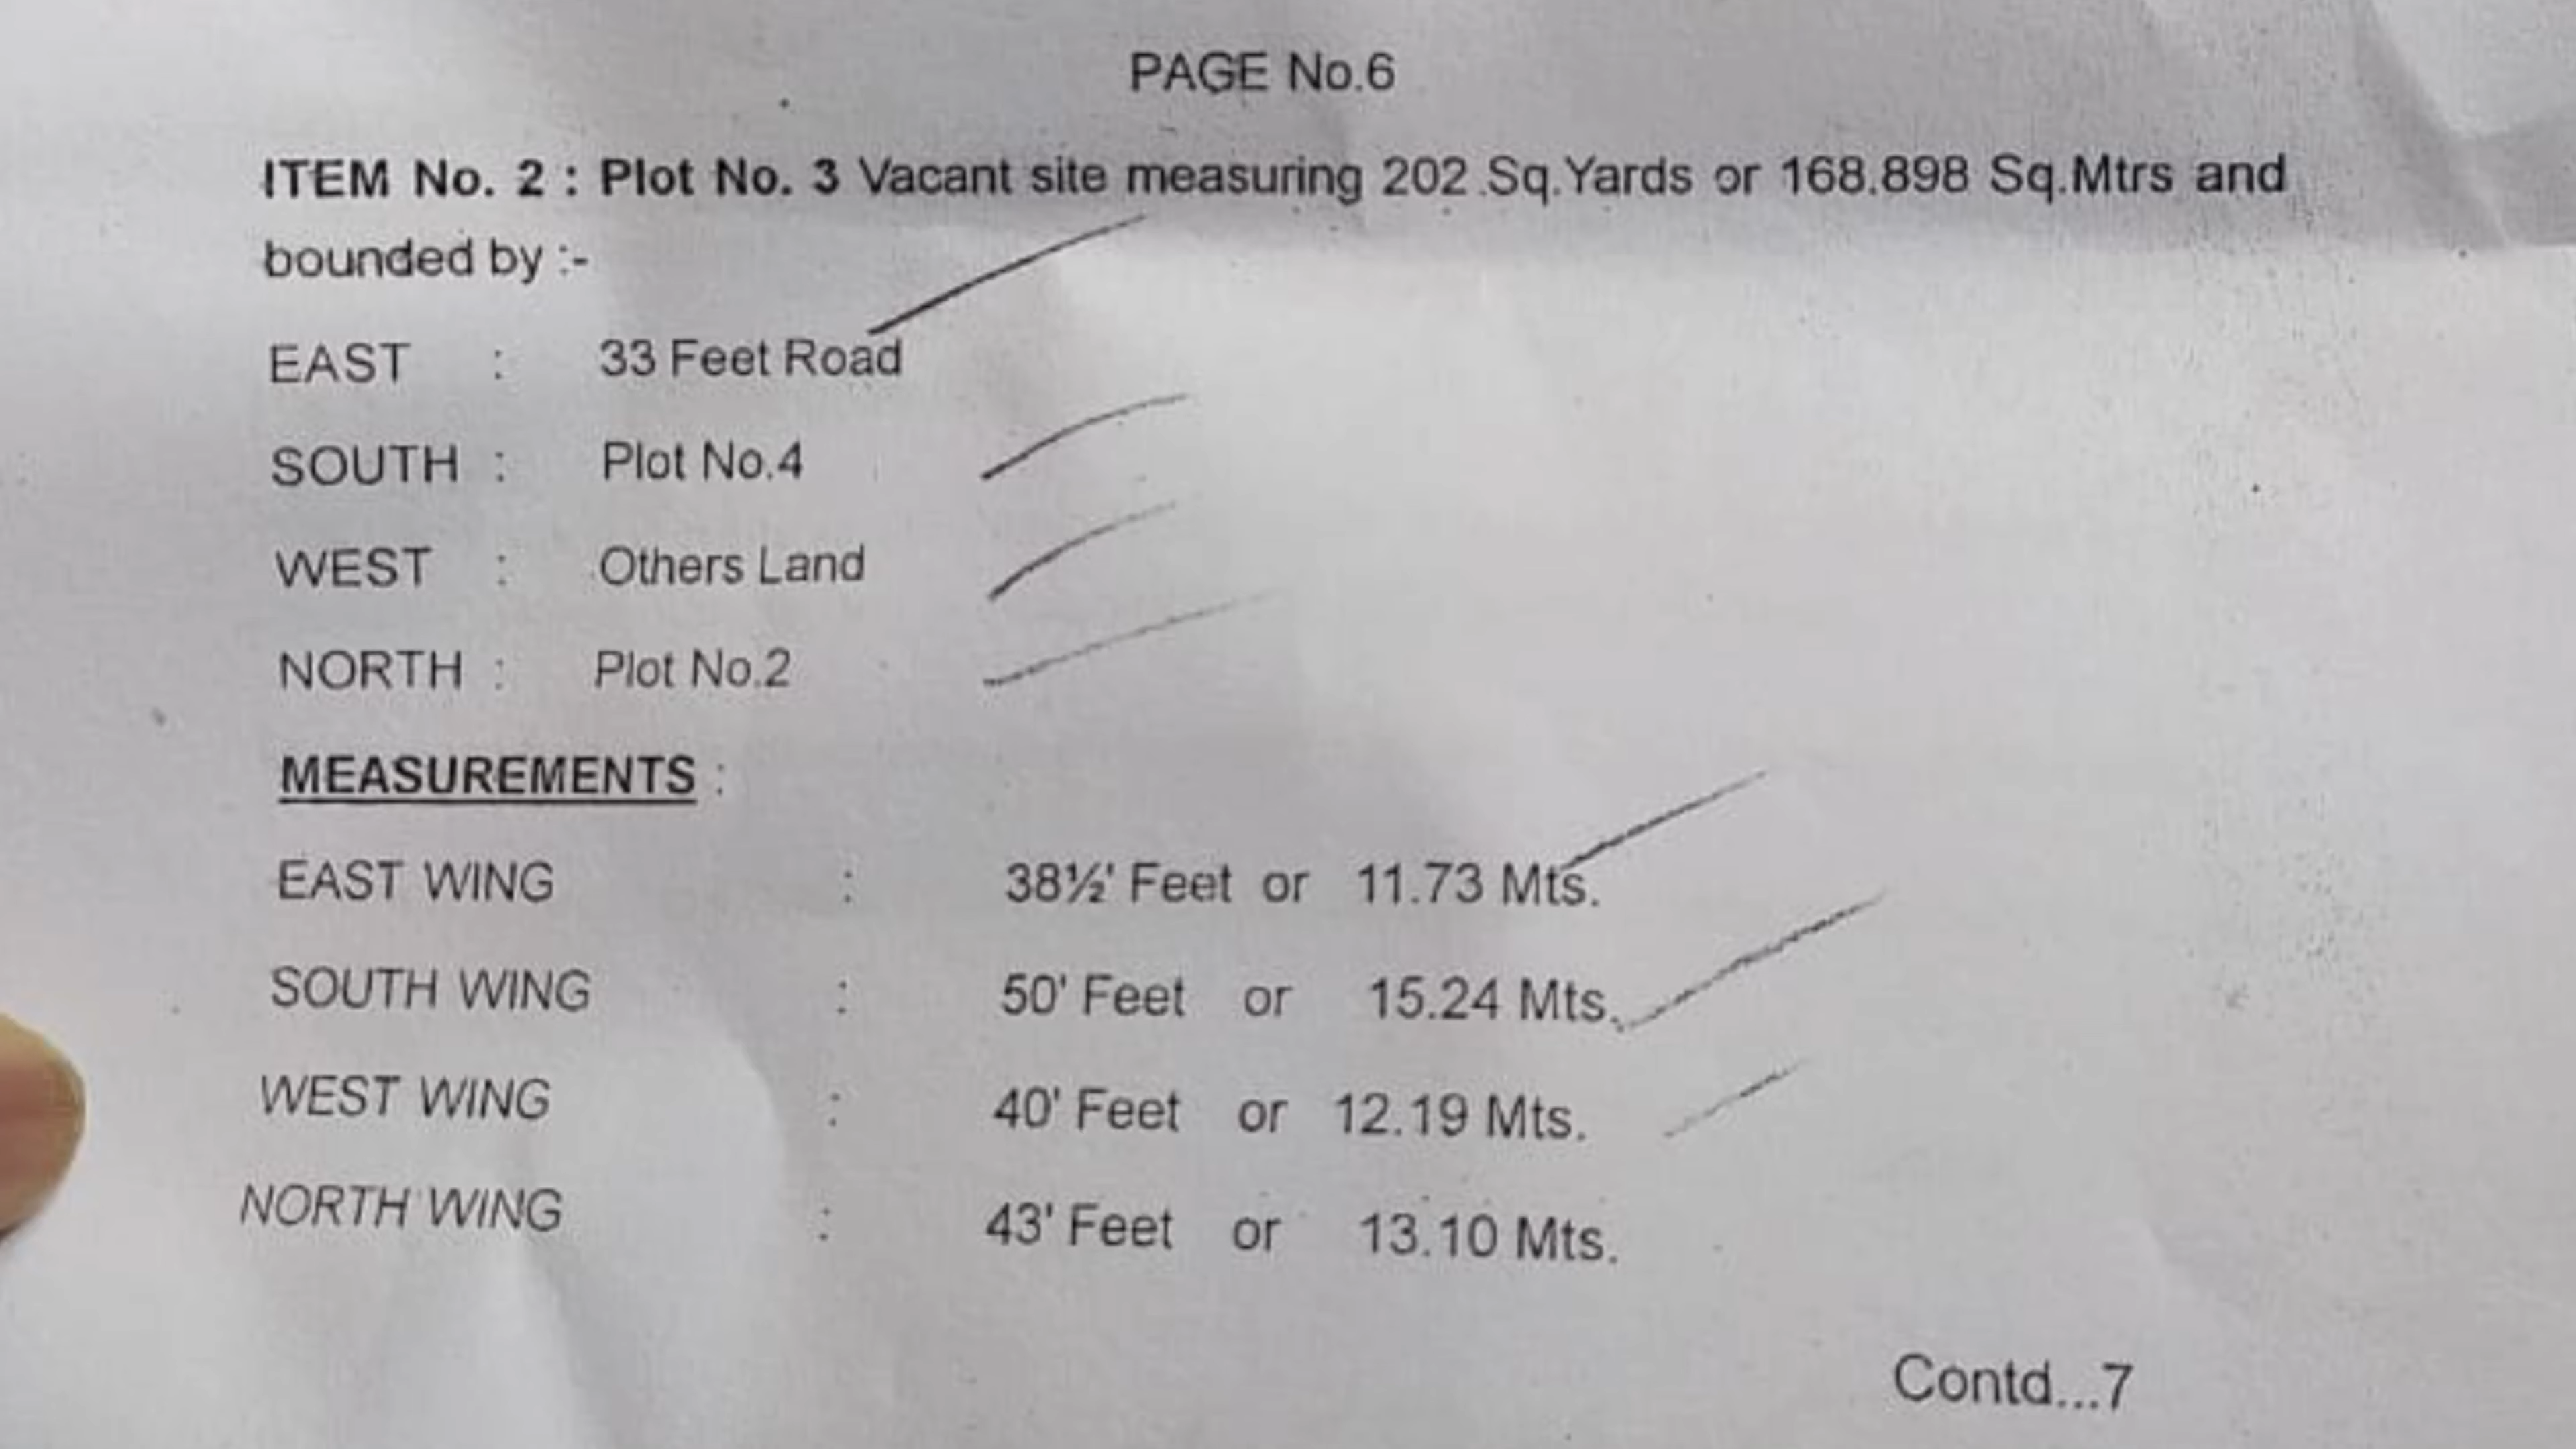 PAGE No.6
ITEM No. 2 : Plot No. 3 Vacant site measuring 202 Sq.Yards or 168.898 Sq.Mtrs and
bounded by :-
EAST : 33 Feet Road
SOUTH : Plot No.4
WEST : Others Land
NORTH : Plot No.2
MEASUREMENTS :
EAST WING : 38½' Feet or 11.73 Mts.
SOUTH WING : 50' Feet or 15.24 Mts.
WEST WING : 40' Feet or 12.19 Mts.
NORTH WING : 43' Feet or 13.10 Mts.
Contd...7